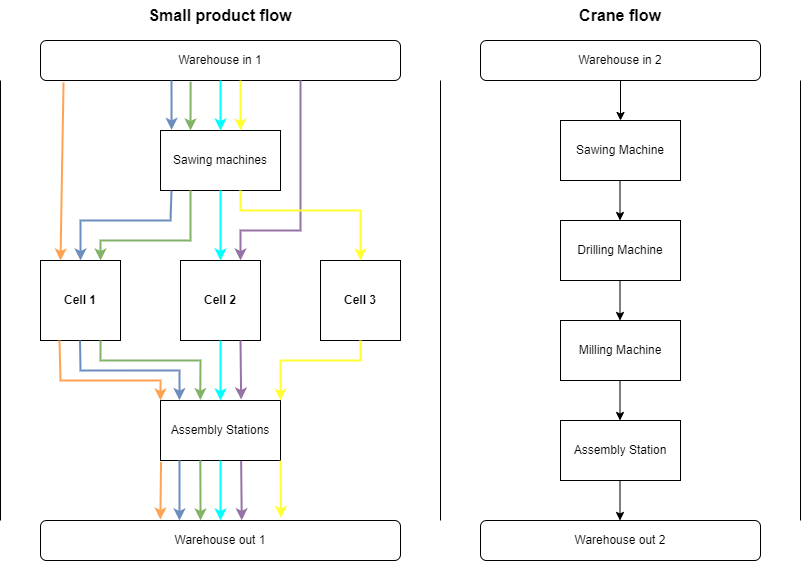 Small product flow
Warehouse in 1
Sawing machines
Cell 1
Cell 2
Cell 3
Assembly Stations
Warehouse out 1
Crane flow
Warehouse in 2
Sawing Machine
Drilling Machine
Milling Machine
Assembly Station
Warehouse out 2